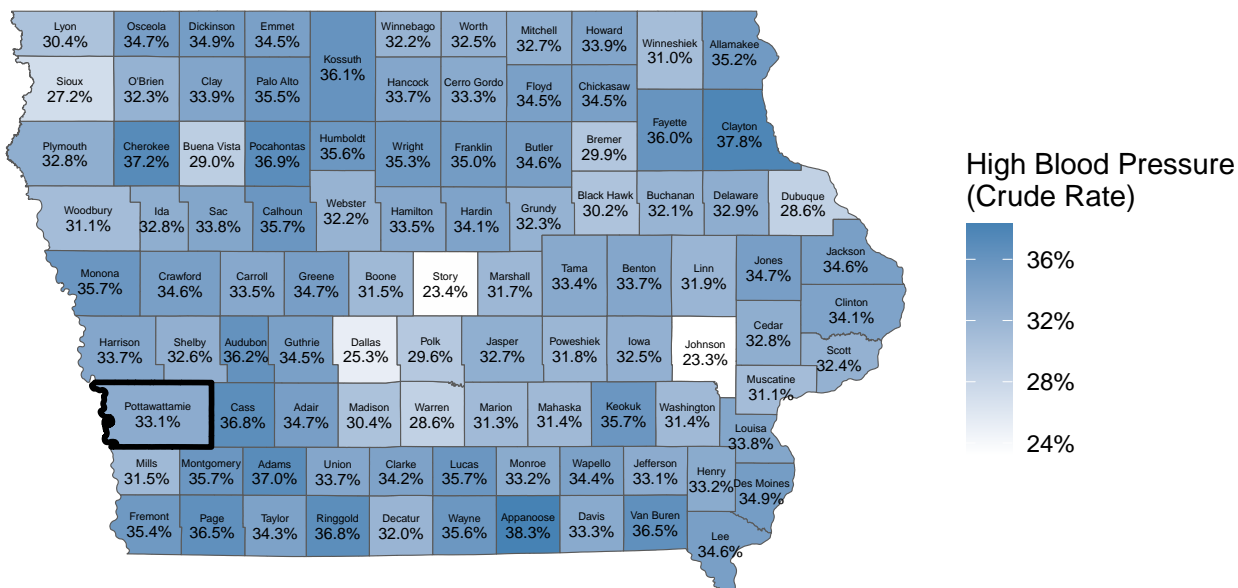 Lyon
30.4%
Osceola
34.7%
Dickinson
34.9%
Emmet
34.5%
Kossuth
36.1%
Winnebago
32.2%
Worth
32.5%
Mitchell
32.7%
Howard
33.9%
Winneshiek
31.0%
Allamakee
35.2%
Sioux
27.2%
O'Brien
32.3%
Clay
33.9%
Palo Alto
35.5%
Hancock
33.7%
Cerro Gordo
33.3%
Floyd
34.5%
Chickasaw
34.5%
Fayette
36.0%
Clayton
37.8%
Plymouth
32.8%
Cherokee
37.2%
Buena Vista
29.0%
Pocahontas
36.9%
Humboldt
35.6%
Wright
35.3%
Franklin
35.0%
Butler
34.6%
Bremer
29.9%
Woodbury
31.1%
Ida
32.8%
Sac
33.8%
Calhoun
35.7%
Webster
32.2%
Hamilton
33.5%
Hardin
34.1%
Grundy
32.3%
Black Hawk
30.2%
Buchanan
32.1%
Delaware
32.9%
Dubuque
28.6%
Monona
35.7%
Crawford
34.6%
Carroll
33.5%
Greene
34.7%
Boone
31.5%
Story
23.4%
Marshall
31.7%
Tama
33.4%
Benton
33.7%
Linn
31.9%
Jones
34.7%
Jackson
34.6%
Clinton
34.1%
Harrison
33.7%
Shelby
32.6%
Audubon
36.2%
Guthrie
34.5%
Dallas
25.3%
Polk
29.6%
Jasper
32.7%
Poweshiek
31.8%
Iowa
32.5%
Johnson
23.3%
Cedar
32.8%
Scott
32.4%
Muscatine
31.1%
Pottawattamie
33.1%
Cass
36.8%
Adair
34.7%
Madison
30.4%
Warren
28.6%
Marion
31.3%
Mahaska
31.4%
Keokuk
35.7%
Washington
31.4%
Louisa
33.8%
Mills
31.5%
Montgomery
35.7%
Adams
37.0%
Union
33.7%
Clarke
34.2%
Lucas
35.7%
Monroe
33.2%
Wapello
34.4%
Jefferson
33.1%
Henry
33.2%
Des Moines
34.9%
Fremont
35.4%
Page
36.5%
Taylor
34.3%
Ringgold
36.8%
Decatur
32.0%
Wayne
35.6%
Appanoose
38.3%
Davis
33.3%
Van Buren
36.5%
Lee
34.6%
High Blood Pressure
(Crude Rate)
36%
32%
28%
24%